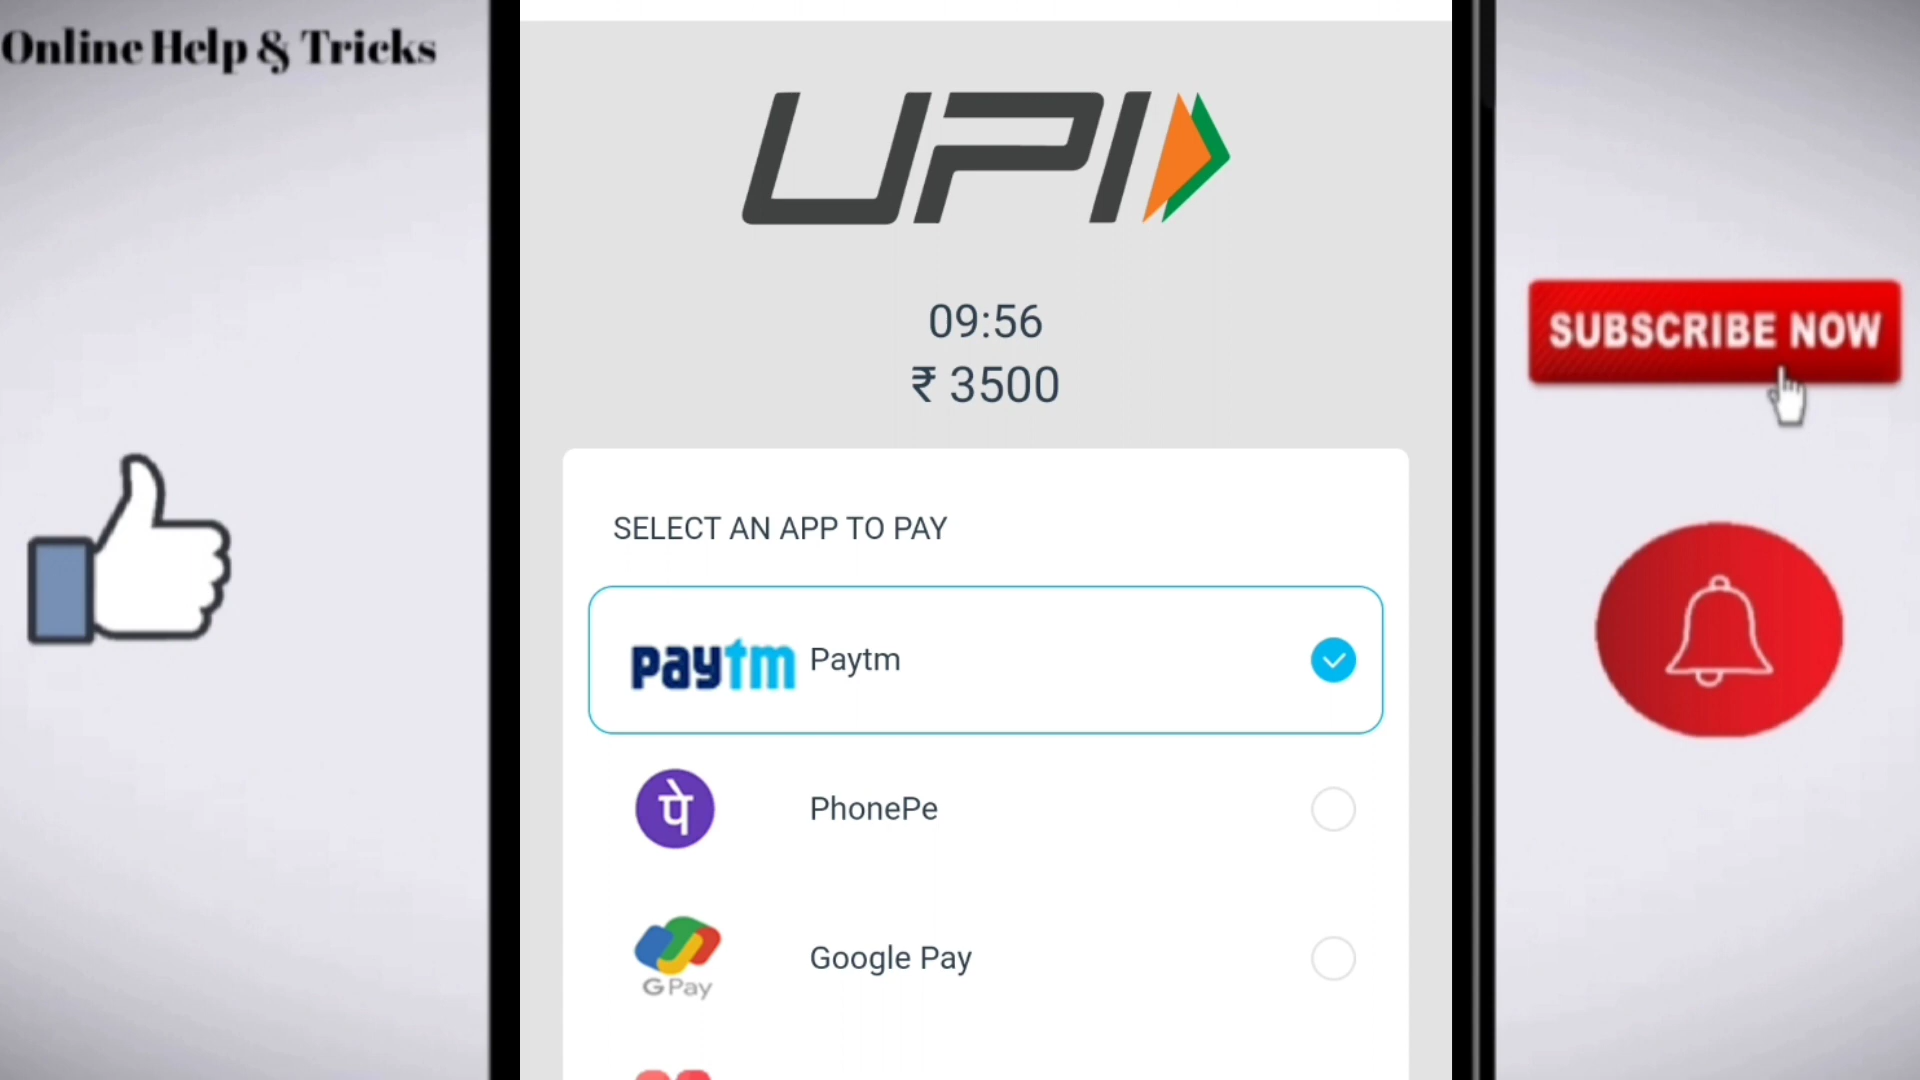 Online Help & Tricks
UPI
09:56
₹ 3500
SELECT AN APP TO PAY
paytm Paytm
पे PhonePe
G Pay Google Pay
SUBSCRIBE NOW